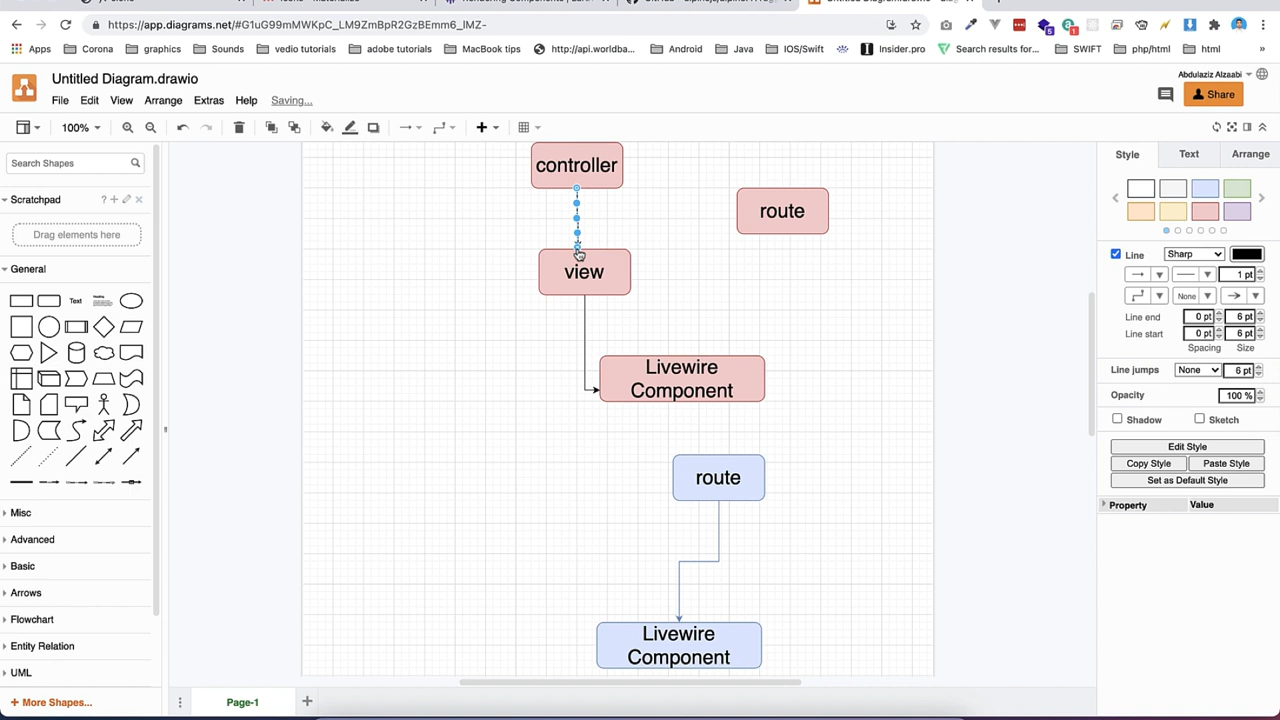 https://app.diagrams.net/#G1uG99mMWKpC_LM9ZmBpR2GzBEmm6_lMZ-
Apps
Corona
graphics
Sounds
vedio tutorials
adobe tutorials
MacBook tips
http://api.worldba...
Android
Java
IOS/Swift
Insider.pro
Search results for...
SWIFT
php/html
html
»
Untitled Diagram.drawio
Abdulaziz Alzaabi
File
Edit
View
Arrange
Extras
Help
Saving...
Share
100%
Search Shapes
Scratchpad
Drag elements here
General
Text
Heading
Misc
Advanced
Basic
Arrows
Flowchart
Entity Relation
UML
+ More Shapes...
controller
route
view
Livewire
Component
route
Livewire
Component
Page-1
Style
Text
Arrange
Line
Sharp
1 pt
None
Line end
0 pt
6 pt
Line start
0 pt
6 pt
Spacing
Size
Line jumps
None
6 pt
Opacity
100 %
Shadow
Sketch
Edit Style
Copy Style
Paste Style
Set as Default Style
Property
Value